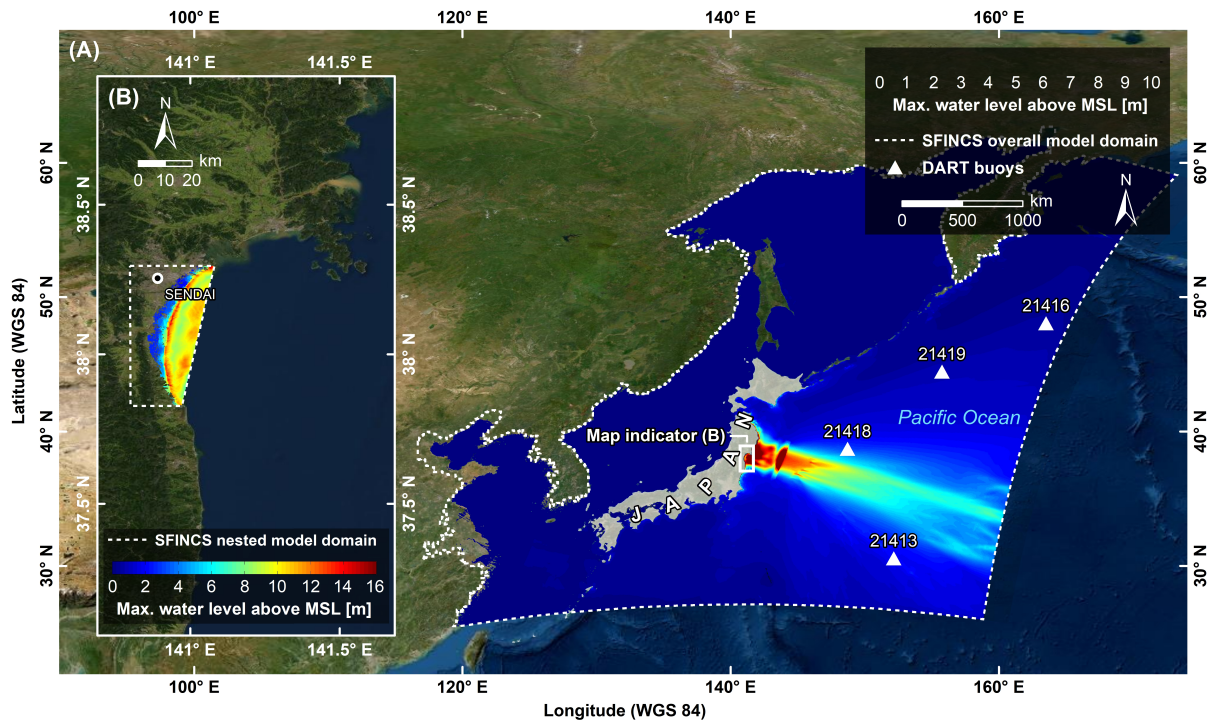 100° E 120° E 140° E 160° E
(A)
141° E 141.5° E
(B)
N
km
0 10 20
38.5° N 38.5° N
SENDAI
38° N 38° N
37.5° N 37.5° N
SFINCS nested model domain
0 2 4 6 8 10 12 14 16
Max. water level above MSL [m]
141° E 141.5° E
0 1 2 3 4 5 6 7 8 9 10
Max. water level above MSL [m]
SFINCS overall model domain
DART buoys
km
0 500 1000
N
60° N 60° N
50° N 50° N
40° N 40° N
30° N 30° N
Latitude (WGS 84)
21416
21419
Pacific Ocean
21418
Map indicator (B)
JAPAN
21413
100° E 120° E 140° E 160° E
Longitude (WGS 84)